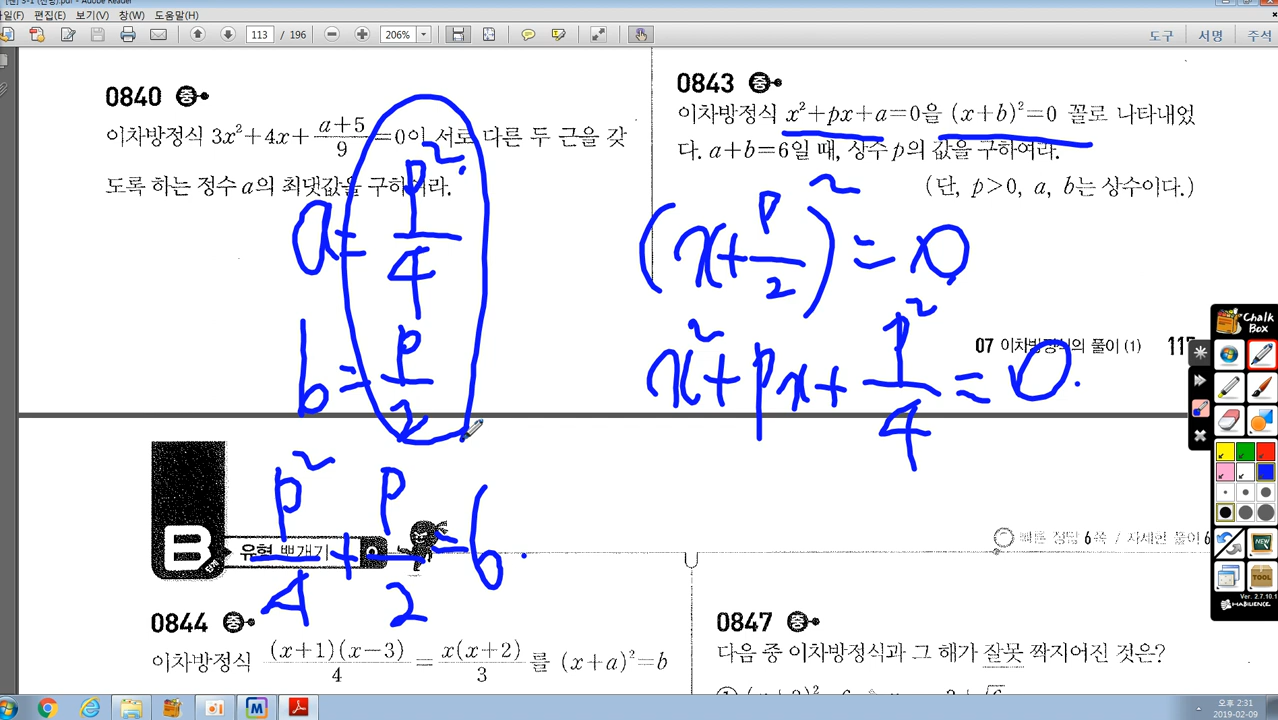 편집(E) 보기(V) 창(W) 도움말(H)
113 / 196 206% 도구 서명 주석
0840 중
이차방정식 3x²+4x+(a+5)/9=0이 서로 다른 두 근을 갖
도록 하는 정수 a의 최댓값을 구하여라.
0843 중
이차방정식 x²+px+a=0을 (x+b)²=0 꼴로 나타내었
다. a+b=6일 때, 상수 p의 값을 구하여라.
(단, p>0, a, b는 상수이다.)
a=p²/4
b=p/2
p²/4+p/2=6.
(x+p/2)²=0
x²+px+p²/4=0.
07 이차방정식의 풀이 (1)
B 유형 뽀개기
정답 6쪽 / 자세한 풀이
0844 중
이차방정식 (x+1)(x-3)/4=x(x+2)/3를 (x+a)²=b
0847 중
다음 중 이차방정식과 그 해가 잘못 짝지어진 것은?
Chalk
Box
NEW
TOOL
Ver. 2.7.10.1
HABILIENCE
오후 2:31
2019-02-09